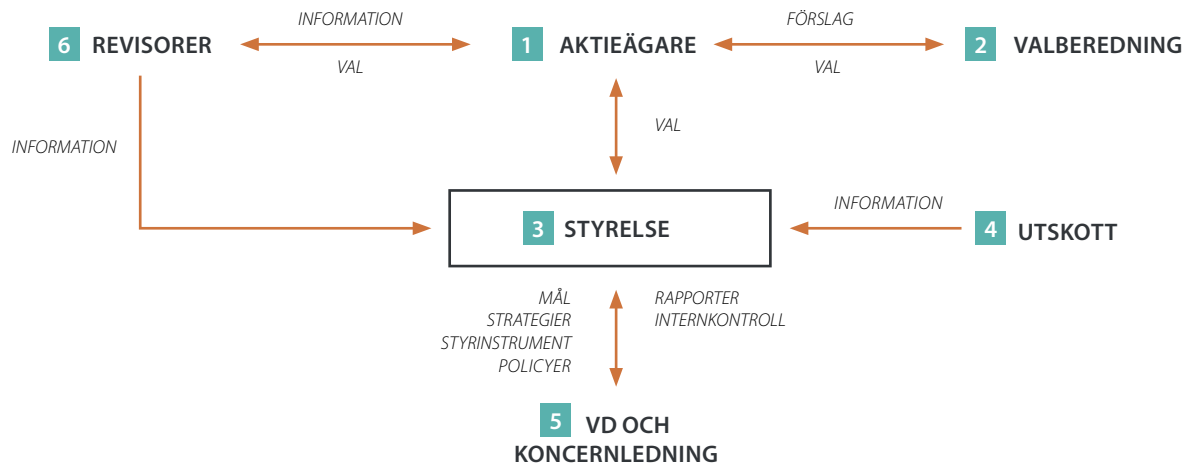 INFORMATION
FÖRSLAG
6 REVISORER
1 AKTIEÄGARE
2 VALBEREDNING
VAL
VAL
INFORMATION
VAL
3 STYRELSE
INFORMATION
4 UTSKOTT
MÅL
STRATEGIER
STYRINSTRUMENT
POLICYER
RAPPORTER
INTERNKONTROLL
5 VD OCH
KONCERNLEDNING